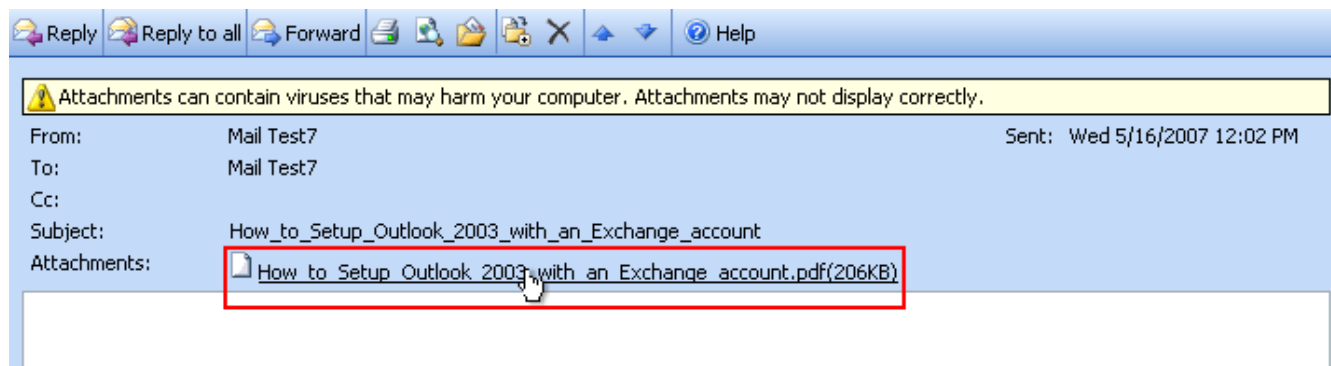 Reply Reply to all Forward Help
Attachments can contain viruses that may harm your computer. Attachments may not display correctly.
From: Mail Test7 Sent: Wed 5/16/2007 12:02 PM
To: Mail Test7
Cc:
Subject: How_to_Setup_Outlook_2003_with_an_Exchange_account
Attachments: How_to_Setup_Outlook_2003_with_an_Exchange_account.pdf(206KB)